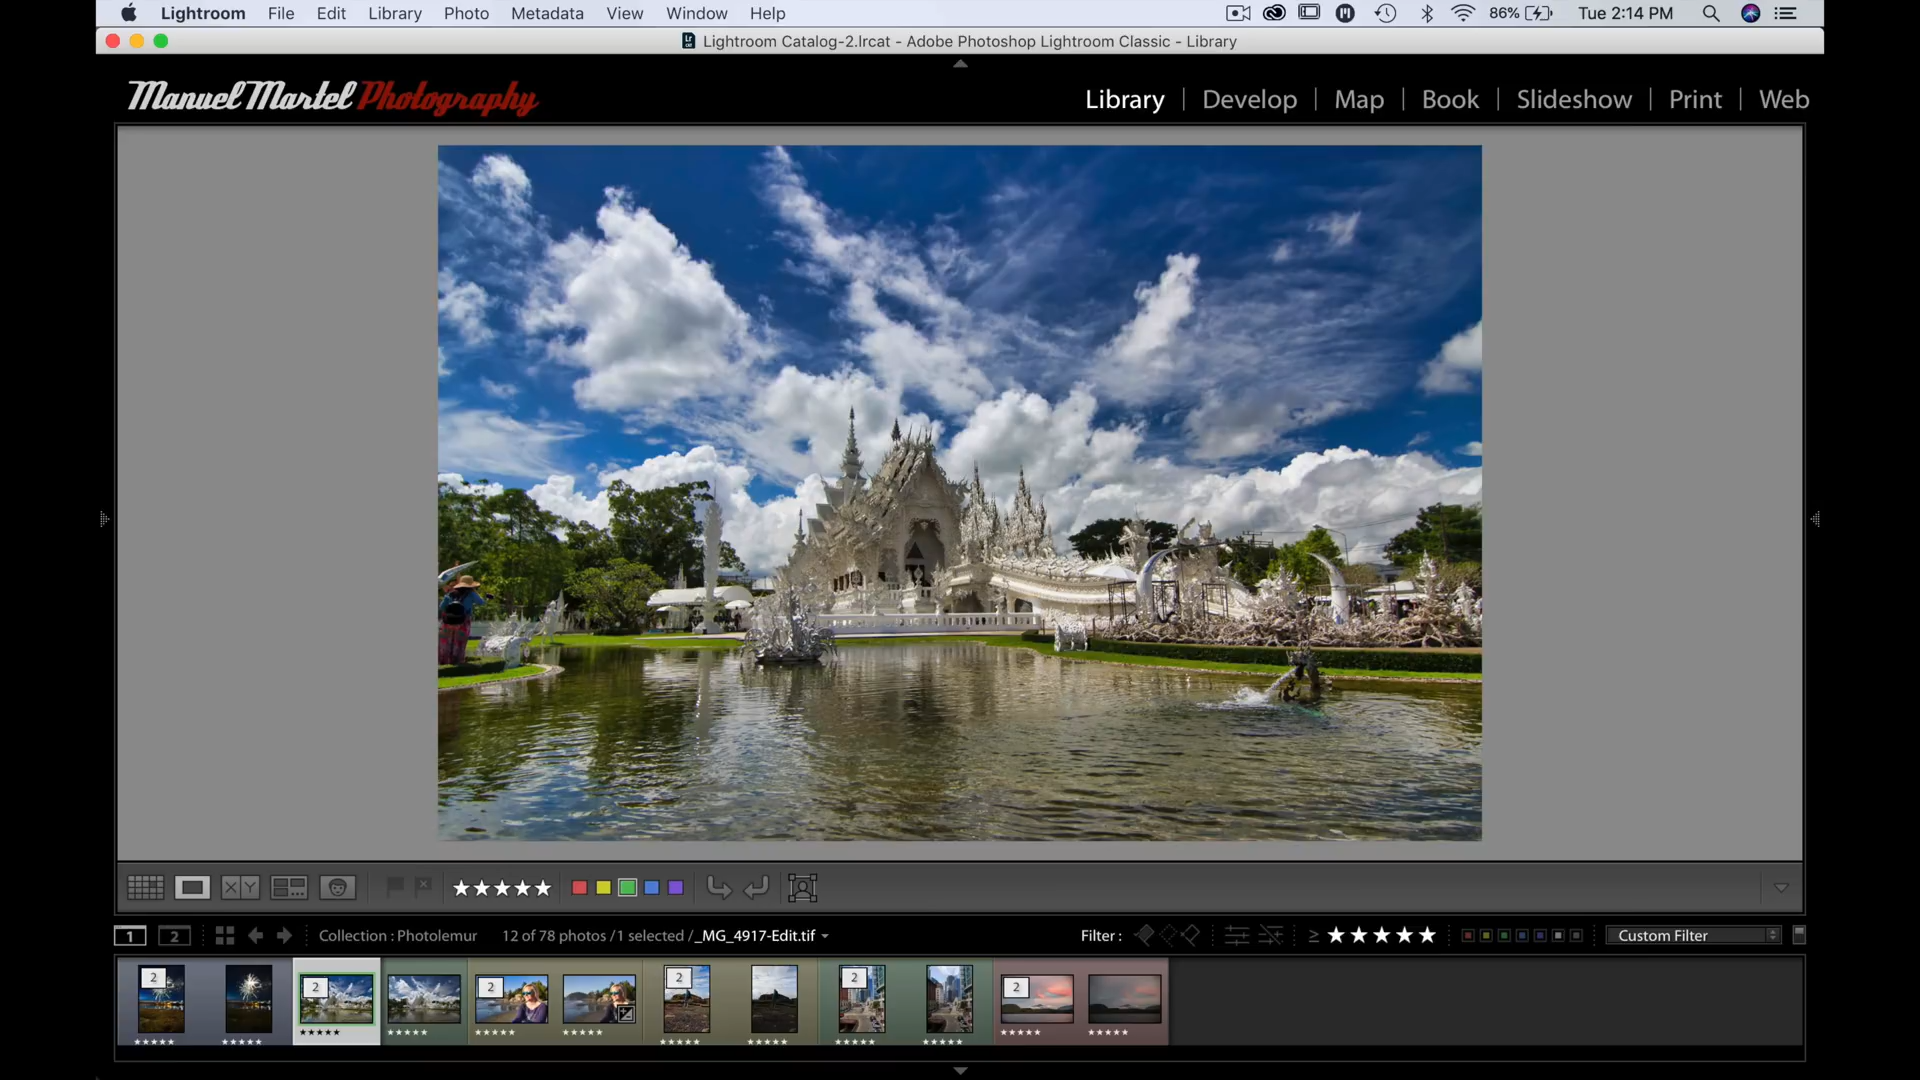 Lightroom File Edit Library Photo Metadata View Window Help 86% Tue 2:14 PM
Lr Lightroom Catalog-2.lrcat - Adobe Photoshop Lightroom Classic - Library
Manuel Martel Photography
Library | Develop | Map | Book | Slideshow | Print | Web
X Y
1 2 Collection : Photolemur 12 of 78 photos /1 selected /_MG_4917-Edit.tif Filter : ≥ ★★★★★ Custom Filter
2 2 2 2 2 2